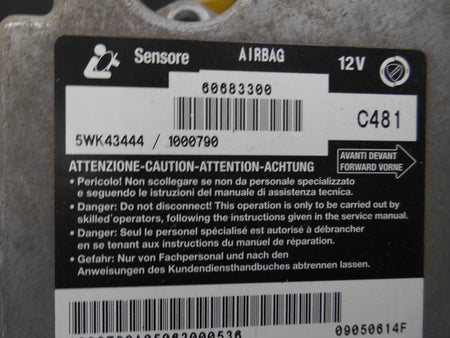 Sensore AIRBAG 12V
60683300
C481
5WK43444 / 1000790
ATTENZIONE-CAUTION-ATTENTION-ACHTUNG
AVANTI DEVANT
FORWARD VORNE
• Pericolo! Non scollegare se non da personale specializzato
e seguendo le istruzioni del manuale di assistenza tecnica.
• Danger: Do not disconnect! This operation is only to be carried out by
skilled ̓operators, following the instructions given in the service manual.
• Danger: Seul le personel spécialisé est autorisé à débrancher
en se tenant aux instructions du manuel de réparation.
• Gefahr: Nur von Fachpersonal und nach den
Anweisungen des Kundendiensthandbuches abtrennen lassen.
09050614F